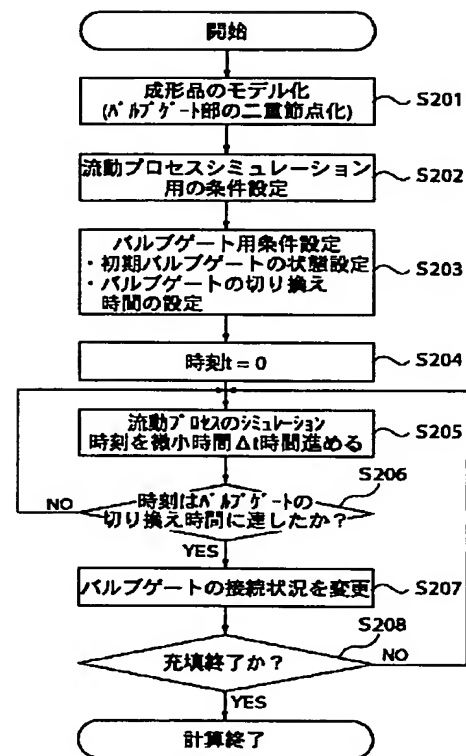 開始
成形品のモデル化
(バルブゲート部の二重節点化)
S201
流動プロセスシミュレーション
用の条件設定
S202
バルブゲート用条件設定
・初期バルブゲートの状態設定
・バルブゲートの切り換え
時間の設定
S203
時刻t = 0
S204
流動プロセスのシミュレーション
時刻を微小時間Δt時間進める
S205
S206
時刻はバルブゲートの
切り換え時間に達したか?
NO
YES
バルブゲートの接続状況を変更
S207
S208
充填終了か?
NO
YES
計算終了